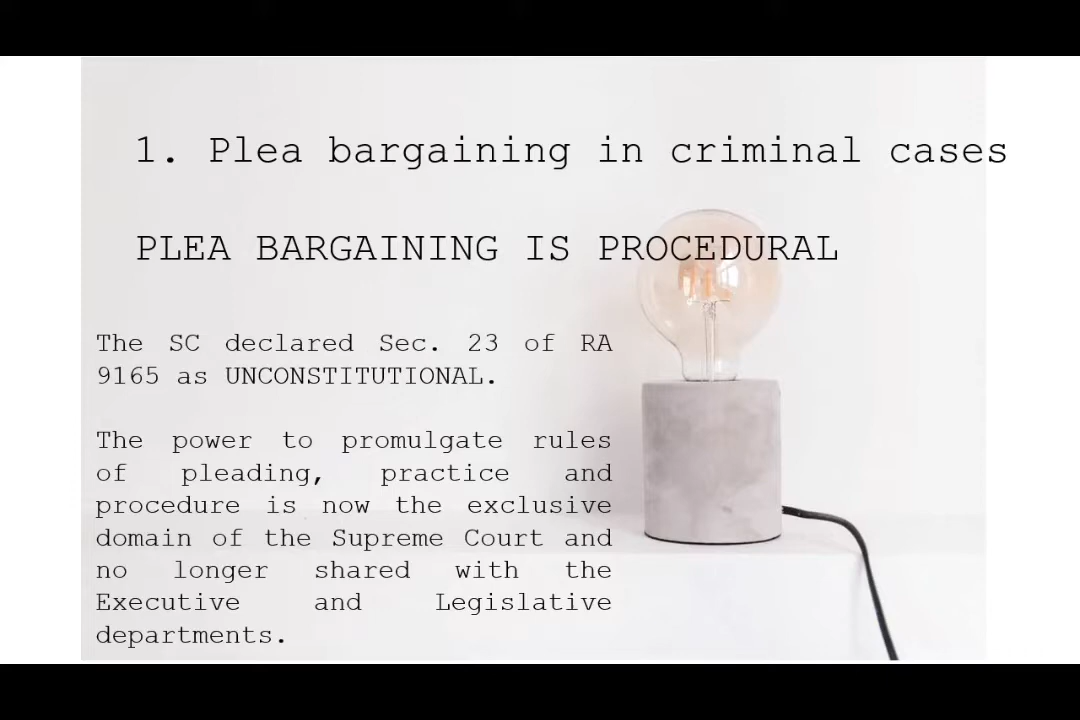 1. Plea bargaining in criminal cases
PLEA BARGAINING IS PROCEDURAL
The SC declared Sec. 23 of RA
9165 as UNCONSTITUTIONAL.
The power to promulgate rules
of pleading, practice and
procedure is now the exclusive
domain of the Supreme Court and
no longer shared with the
Executive and Legislative
departments.